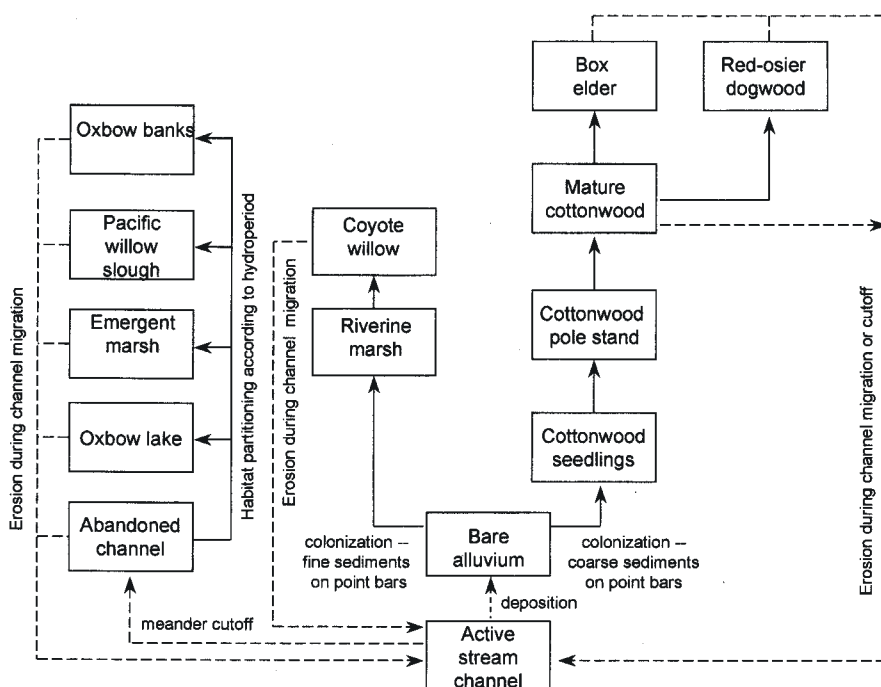 Box
elder
Red-osier
dogwood
Oxbow banks
Mature
cottonwood
Pacific
willow
slough
Coyote
willow
Emergent
marsh
Riverine
marsh
Cottonwood
pole stand
Oxbow lake
Cottonwood
seedlings
Abandoned
channel
Bare
alluvium
colonization --
fine sediments
on point bars
colonization --
coarse sediments
on point bars
deposition
meander cutoff
Active
stream
channel
Erosion during channel migration
Habitat partitioning according to hydroperiod
Erosion during channel migration
Erosion during channel migration or cutoff